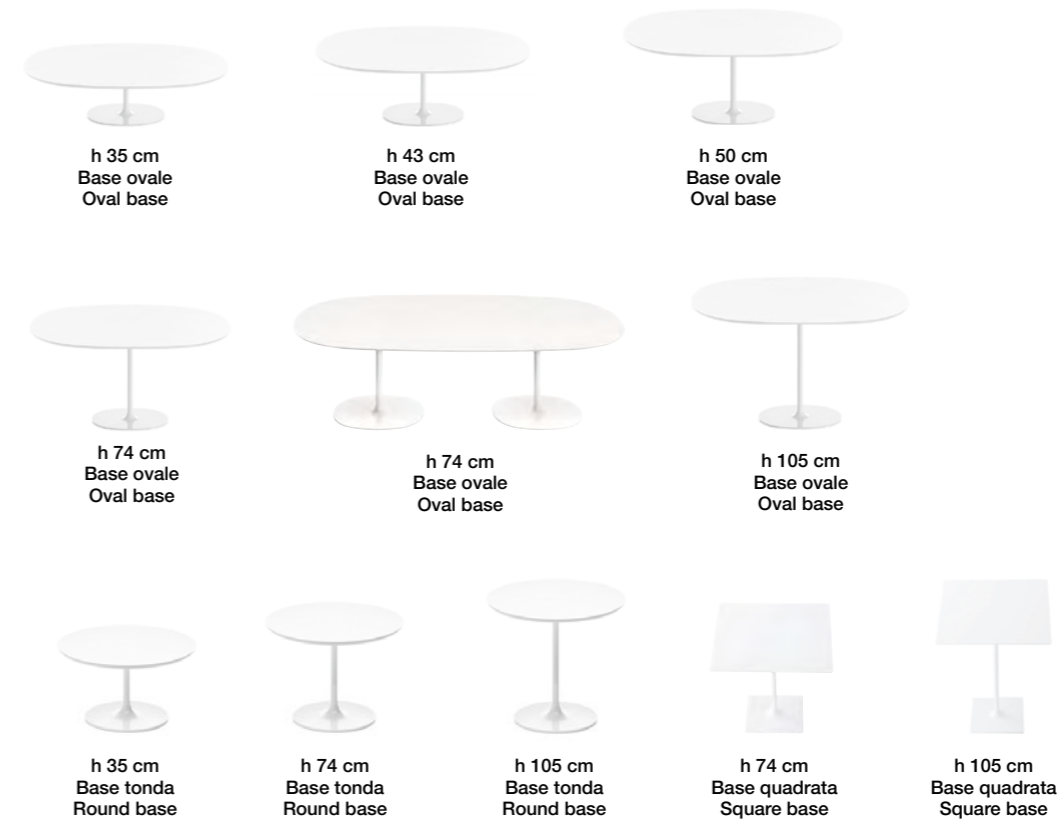 h 35 cm
Base ovale
Oval base
h 43 cm
Base ovale
Oval base
h 50 cm
Base ovale
Oval base
h 74 cm
Base ovale
Oval base
h 74 cm
Base ovale
Oval base
h 105 cm
Base ovale
Oval base
h 35 cm
Base tonda
Round base
h 74 cm
Base tonda
Round base
h 105 cm
Base tonda
Round base
h 74 cm
Base quadrata
Square base
h 105 cm
Base quadrata
Square base